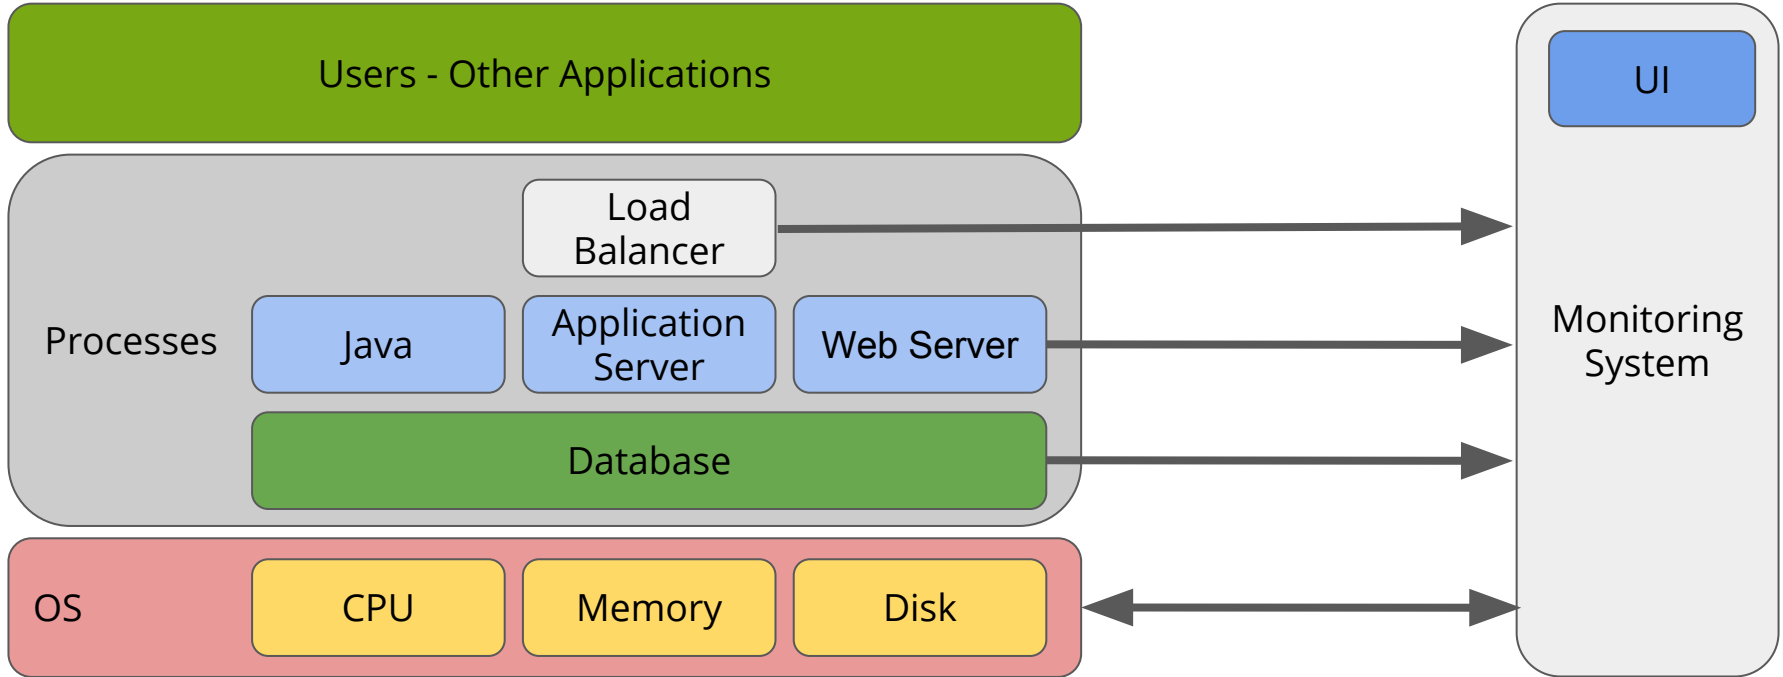 Users - Other Applications
UI
Load
Balancer
Processes
Java
Application
Server
Web Server
Monitoring
System
Database
OS
CPU
Memory
Disk